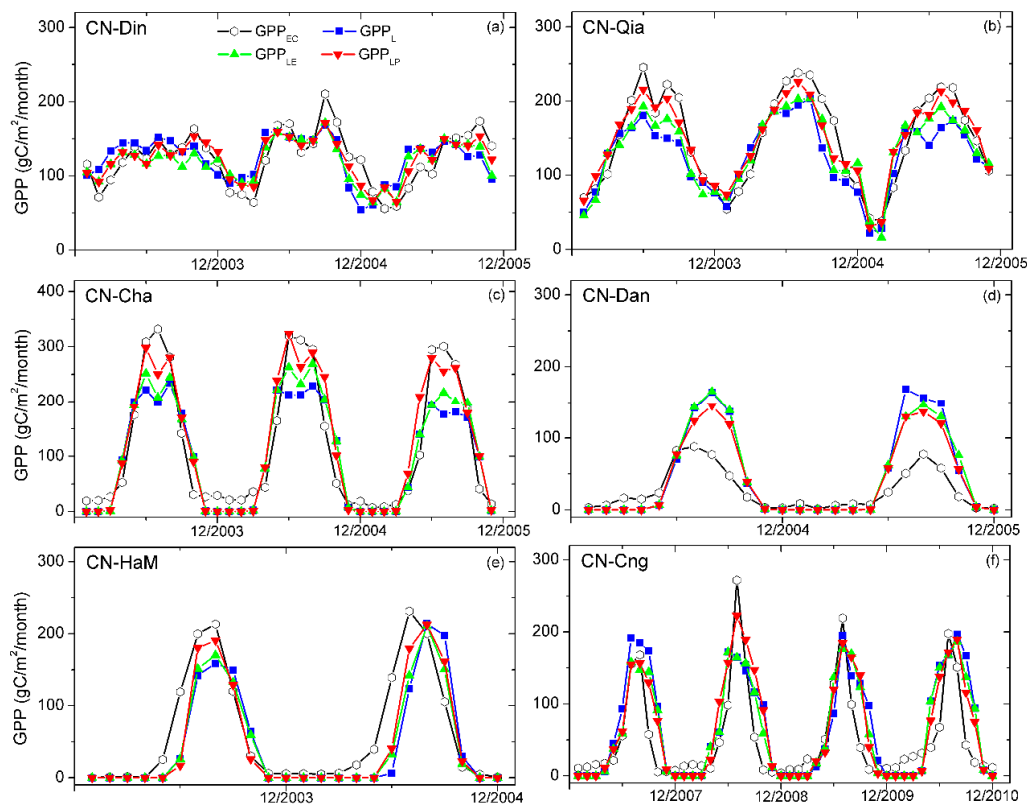 CN-Din (a)
GPP_EC GPP_L
GPP_LE GPP_LP
300
200
100
0
GPP (gC/m²/month)
12/2003 12/2004 12/2005
CN-Qia (b)
300
200
100
0
12/2003 12/2004 12/2005
CN-Cha (c)
400
300
200
100
0
GPP (gC/m²/month)
12/2003 12/2004 12/2005
CN-Dan (d)
300
200
100
0
12/2004 12/2005
CN-HaM (e)
300
200
100
0
GPP (gC/m²/month)
12/2003 12/2004
CN-Cng (f)
300
200
100
0
12/2007 12/2008 12/2009 12/2010